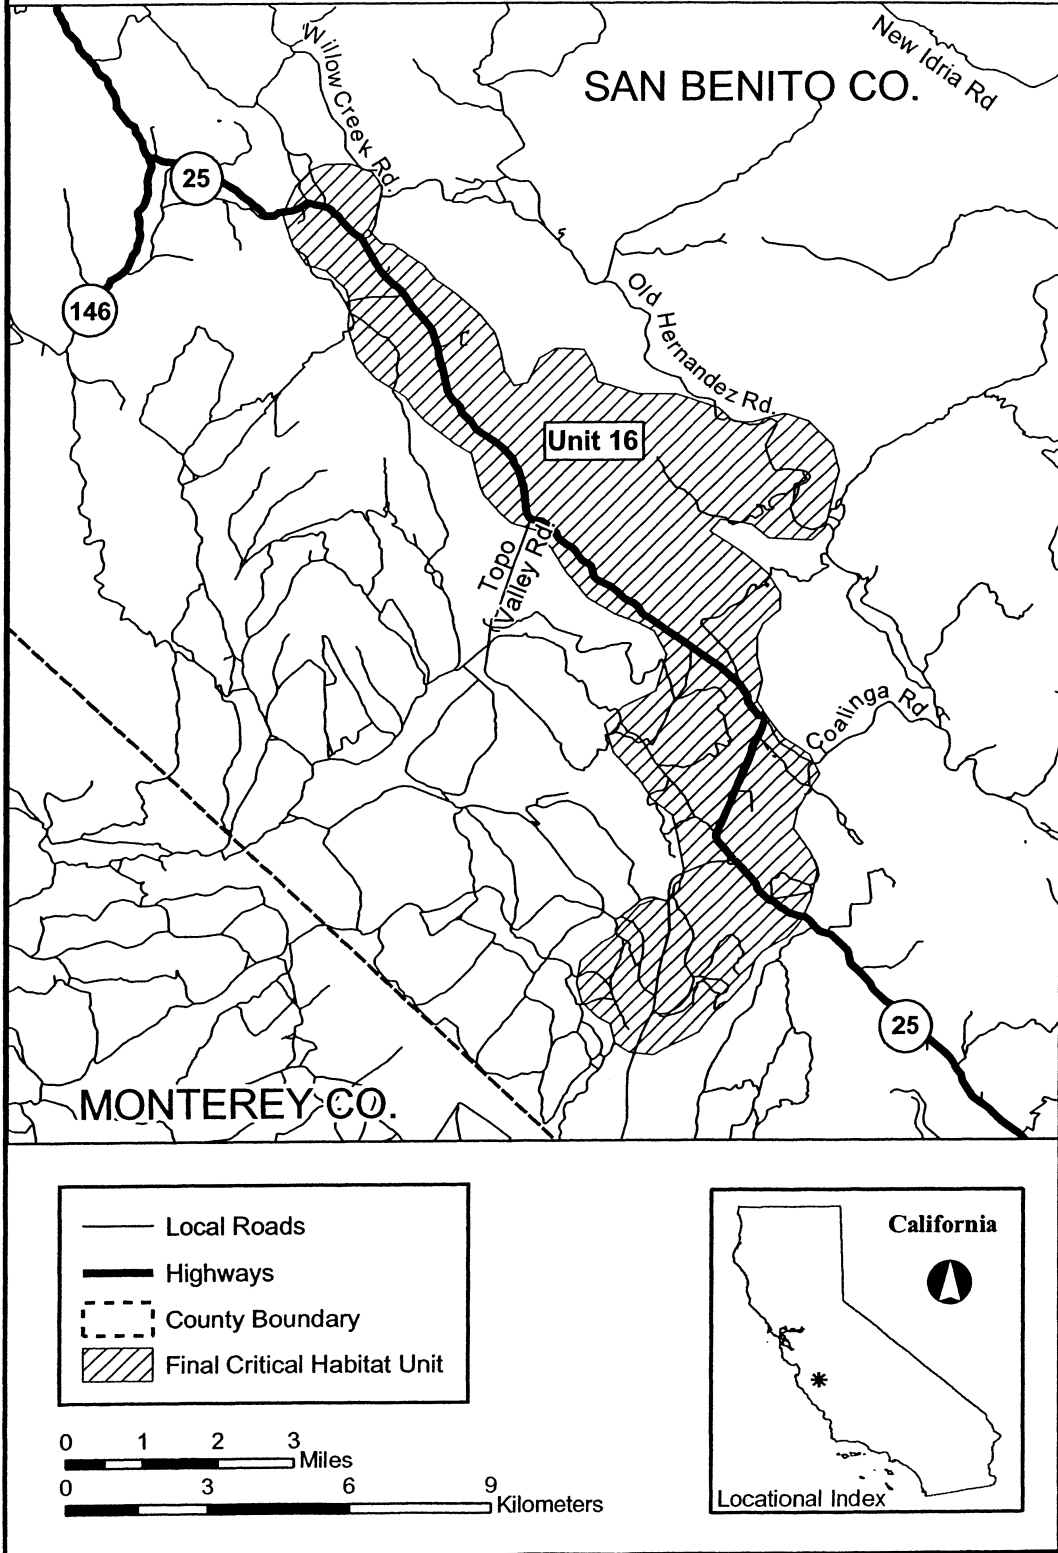 Willow Creek Rd.
New Idria Rd
SAN BENITO CO.
25
146
Old Hernandez Rd.
Unit 16
Topo
Valley Rd.
Coalinga Rd
25
MONTEREY CO.
Local Roads
Highways
County Boundary
Final Critical Habitat Unit
0 1 2 3
Miles
0 3 6 9
Kilometers
California
Locational Index